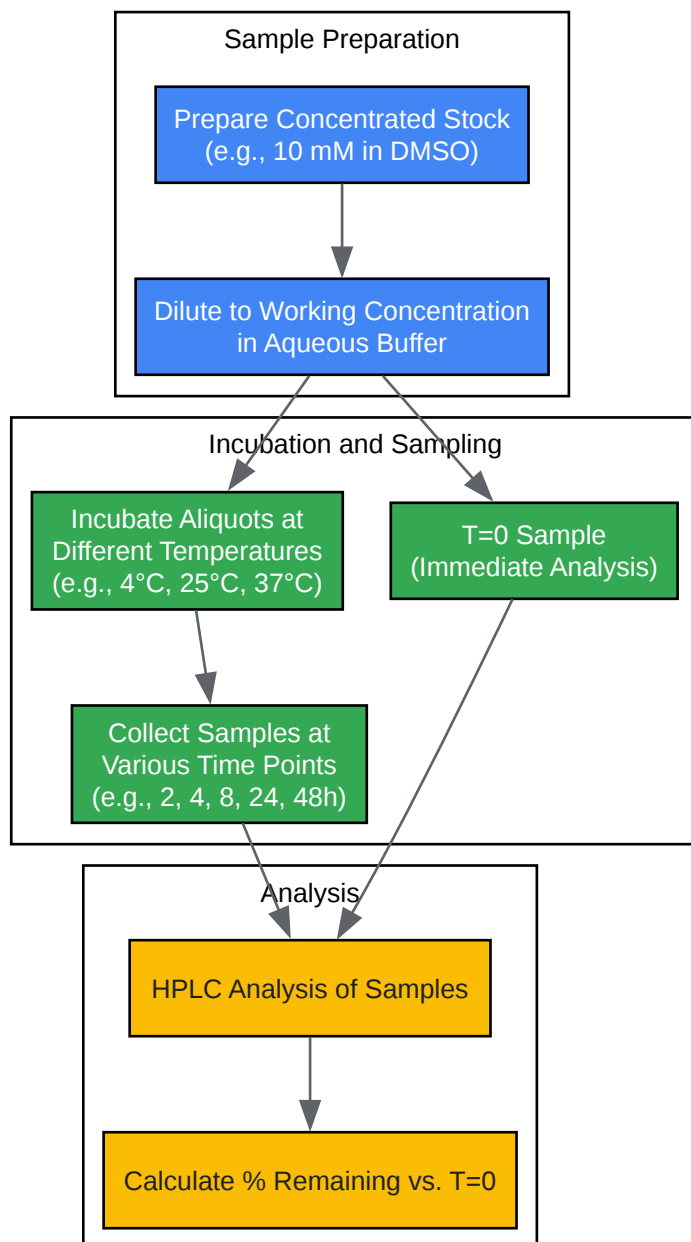 Sample Preparation
Prepare Concentrated Stock
(e.g., 10 mM in DMSO)
Dilute to Working Concentration
in Aqueous Buffer
Incubation and Sampling
Incubate Aliquots at
Different Temperatures
(e.g., 4°C, 25°C, 37°C)
T=0 Sample
(Immediate Analysis)
Collect Samples at
Various Time Points
(e.g., 2, 4, 8, 24, 48h)
Analysis
HPLC Analysis of Samples
Calculate % Remaining vs. T=0